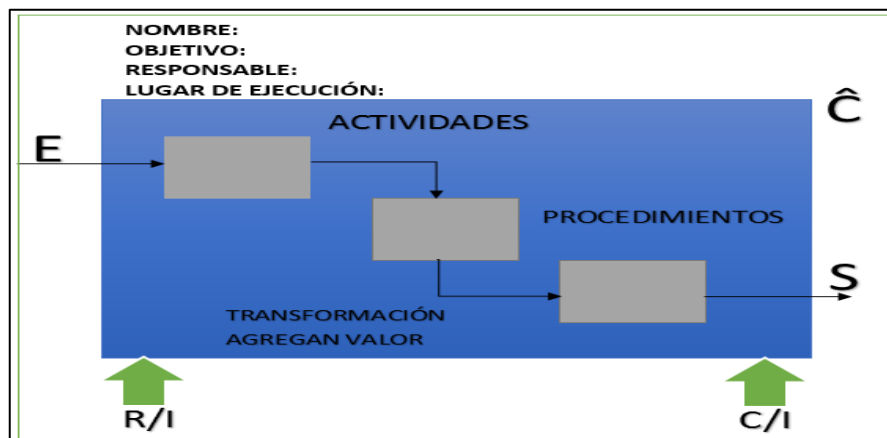 NOMBRE:
OBJETIVO:
RESPONSABLE:
LUGAR DE EJECUCIÓN:
Ĉ
ACTIVIDADES
E
PROCEDIMIENTOS
S
TRANSFORMACIÓN
AGREGAN VALOR
R/I
C/I